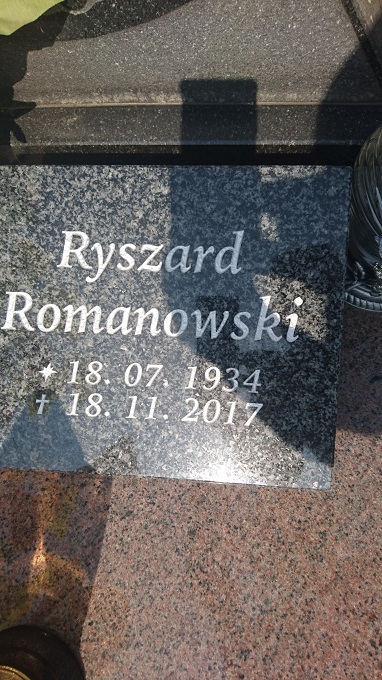 Ryszard
Romanowski
* 18. 07. 1934
† 18. 11. 2017